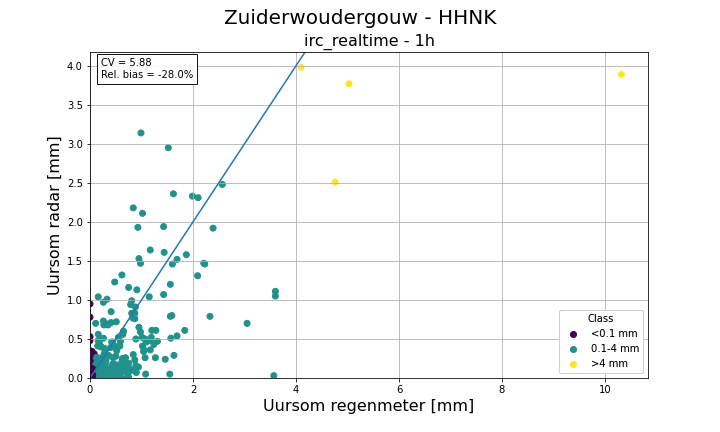 Zuiderwoudergouw - HHNK
irc_realtime - 1h
CV = 5.88
Rel. bias = -28.0%
Uursom radar [mm]
4.0
3.5
3.0
2.5
2.0
1.5
1.0
0.5
0.0
0 2 4 6 8 10
Uursom regenmeter [mm]
Class
<0.1 mm
0.1-4 mm
>4 mm